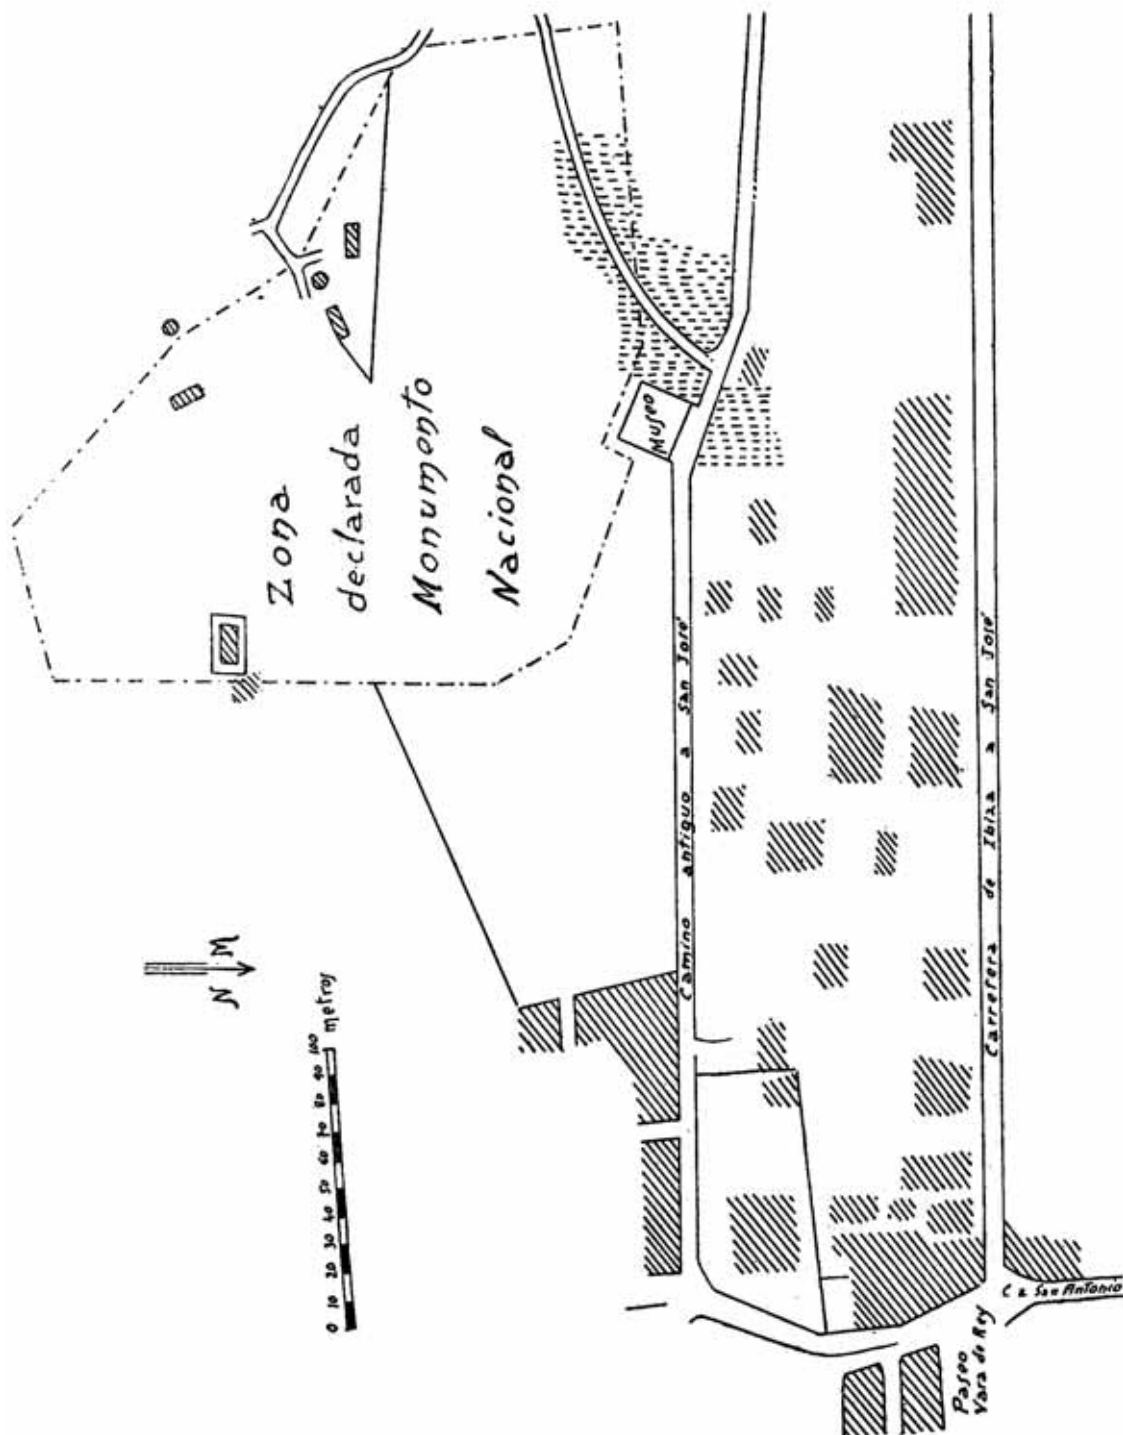 Zona
declarada
Monumonto
Nacional
Museo
Camino antiguo a San José
Carretera de Ibiza a San José
N M
0 10 20 30 40 50 60 70 80 90 100 metros
C a San Antonio
Paseo
Vara de Rey